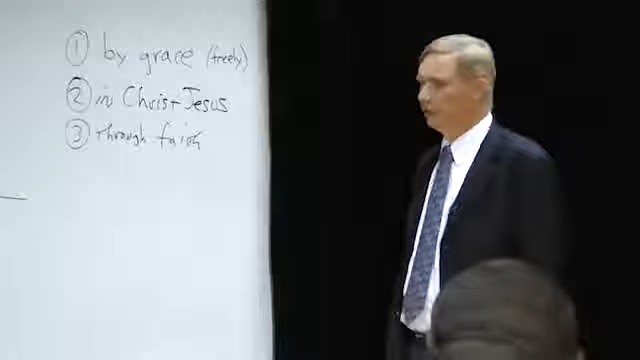 ① by grace (freely)
② in Christ Jesus
③ through faith